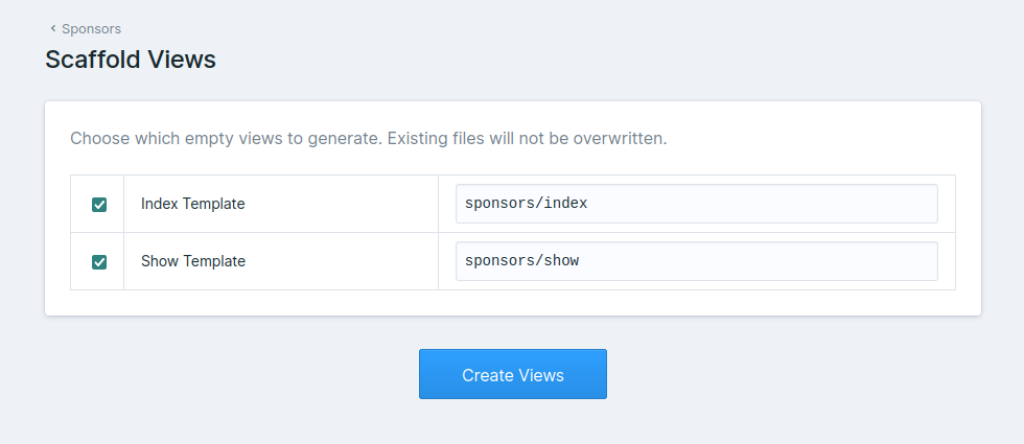 ‹ Sponsors
Scaffold Views
Choose which empty views to generate. Existing files will not be overwritten.
Index Template sponsors/index
Show Template sponsors/show
Create Views